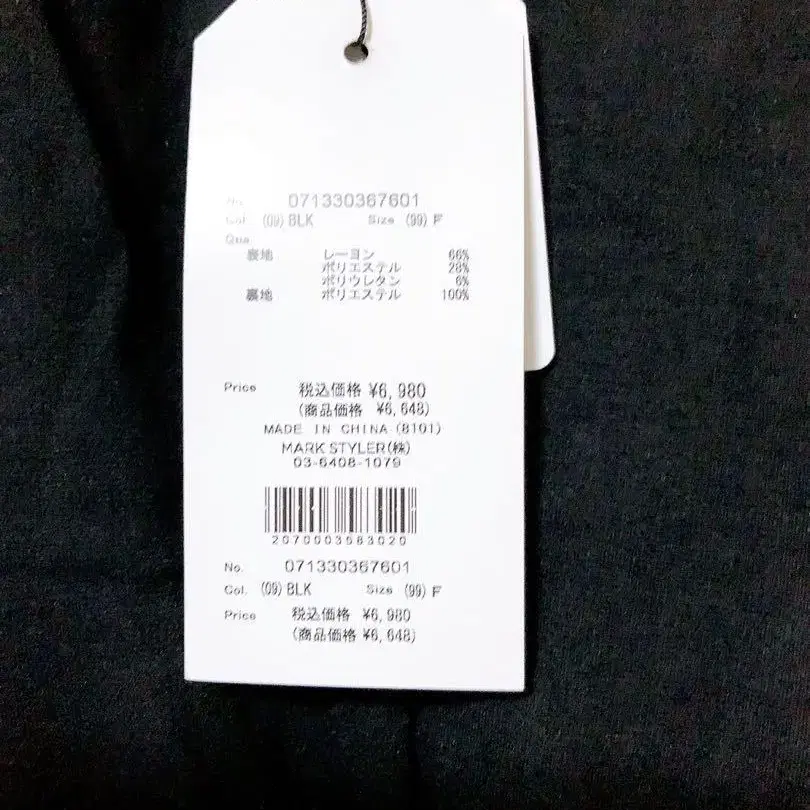 No. 071330367601
Col. (09) BLK Size (99) F
Qua.
表地 レーヨン 66%
ポリエステル 28%
ポリウレタン 6%
裏地 ポリエステル 100%
Price 税込価格 ¥6,980
(商品価格 ¥6,648)
MADE IN CHINA (8101)
MARK STYLER(株)
03-6408-1079
2070003583020
No. 071330367601
Col. (09) BLK Size (99) F
Price 税込価格 ¥6,980
(商品価格 ¥6,648)